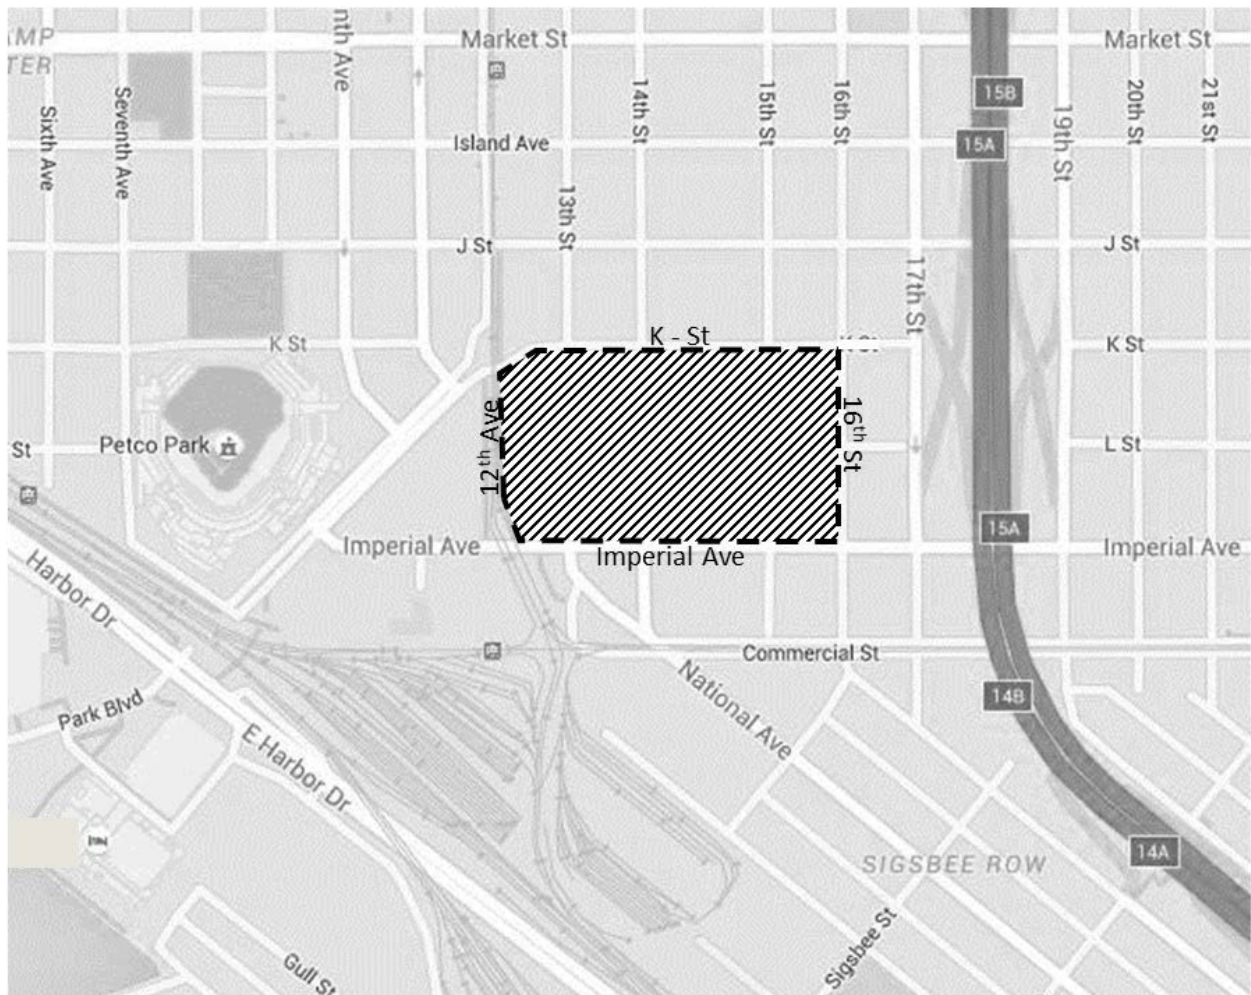 AMP
TER
Sixth Ave
Seventh Ave
nth Ave
Market St
Market St
14th St
15th St
16th St
15B
15A
19th St
20th St
21st St
Island Ave
13th St
J St
J St
17th St
K St
K - St
K St
K St
12th Ave
16th St
St
Petco Park
L St
15A
Imperial Ave
Imperial Ave
Imperial Ave
Harbor Dr
Commercial St
National Ave
14B
Park Blvd
E Harbor Dr
14A
SIGSBEE ROW
Sigsbee St
Gull St